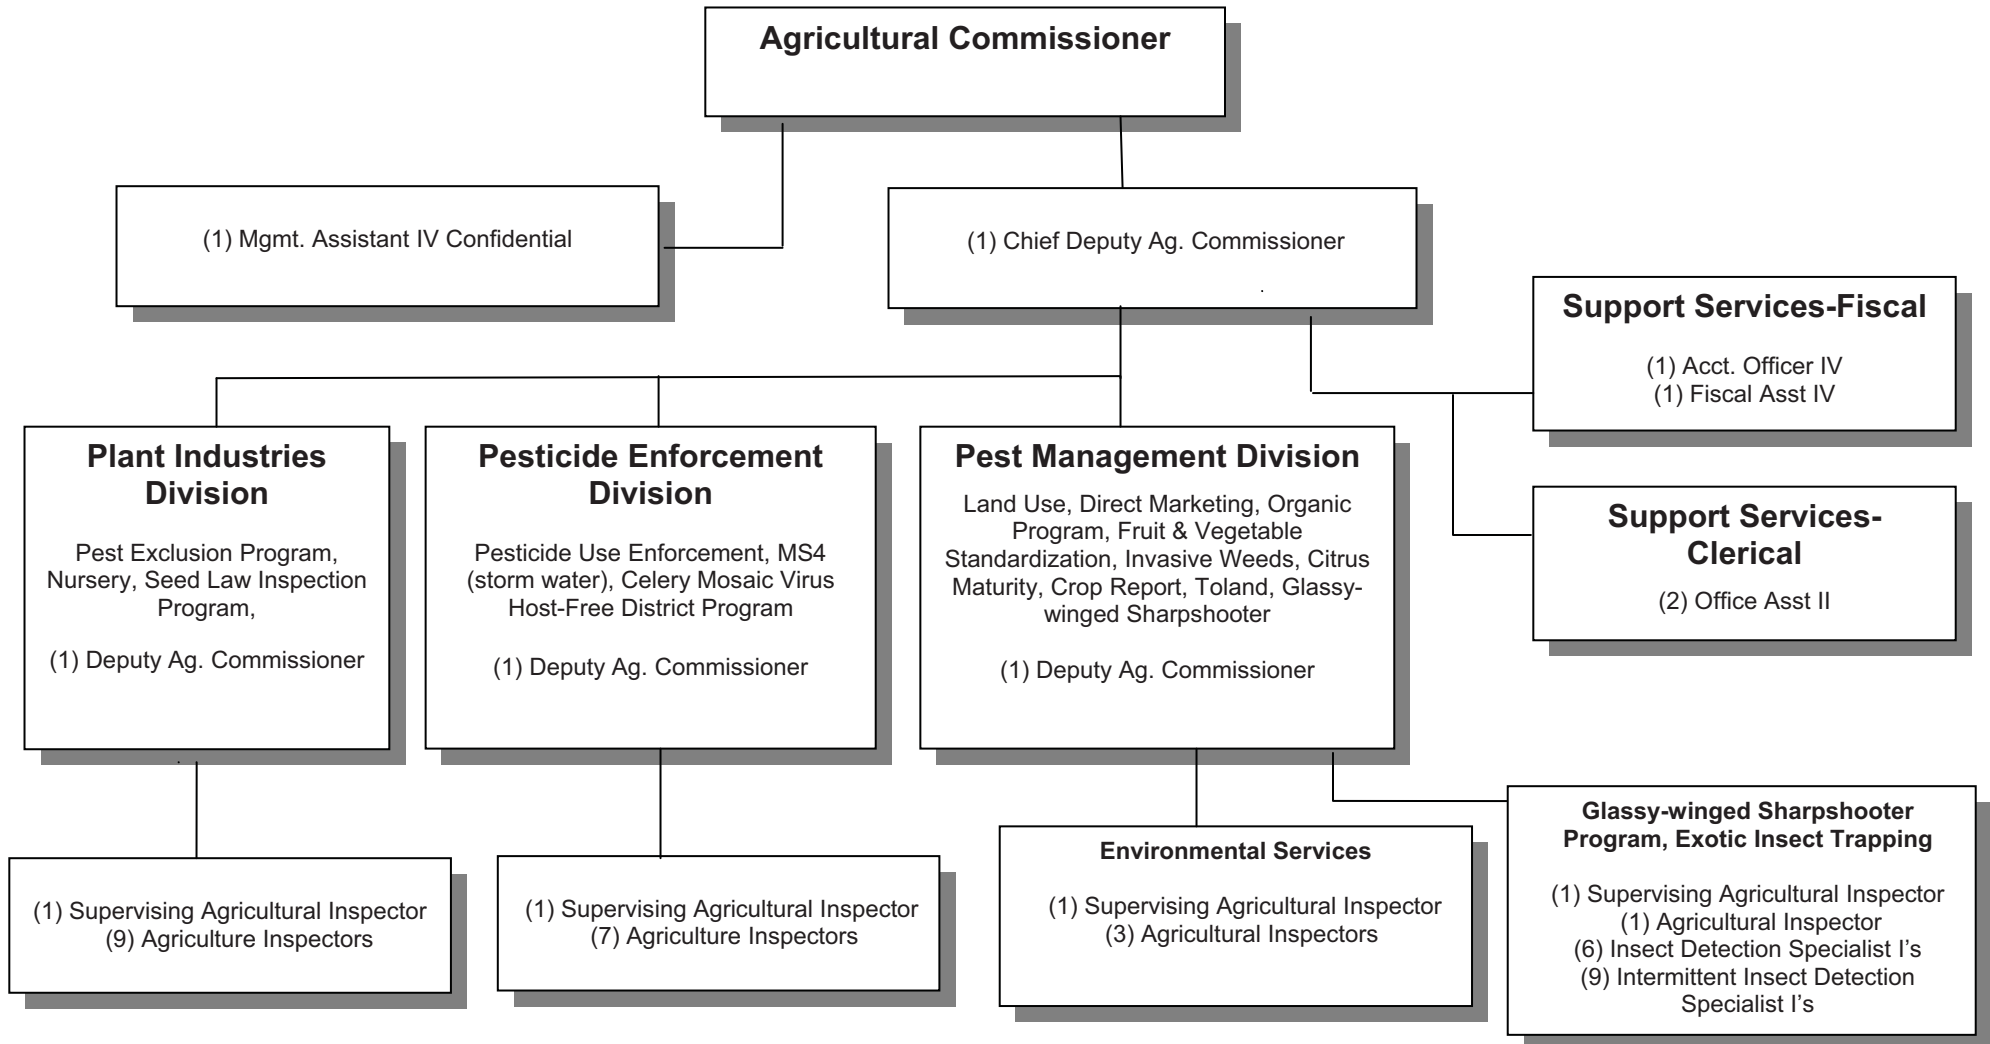 Agricultural Commissioner
(1) Mgmt. Assistant IV Confidential
(1) Chief Deputy Ag. Commissioner
.
Support Services-Fiscal
(1) Acct. Officer IV
(1) Fiscal Asst IV
Support Services-
Clerical
(2) Office Asst II
Plant Industries
Division
Pest Exclusion Program,
Nursery, Seed Law Inspection
Program,
(1) Deputy Ag. Commissioner
.
Pesticide Enforcement
Division
Pesticide Use Enforcement, MS4
(storm water), Celery Mosaic Virus
Host-Free District Program
(1) Deputy Ag. Commissioner
Pest Management Division
Land Use, Direct Marketing, Organic
Program, Fruit & Vegetable
Standardization, Invasive Weeds, Citrus
Maturity, Crop Report, Toland, Glassy-
winged Sharpshooter
(1) Deputy Ag. Commissioner
(1) Supervising Agricultural Inspector
(9) Agriculture Inspectors
(1) Supervising Agricultural Inspector
(7) Agriculture Inspectors
Environmental Services
(1) Supervising Agricultural Inspector
(3) Agricultural Inspectors
Glassy-winged Sharpshooter
Program, Exotic Insect Trapping
(1) Supervising Agricultural Inspector
(1) Agricultural Inspector
(6) Insect Detection Specialist I's
(9) Intermittent Insect Detection
Specialist I's